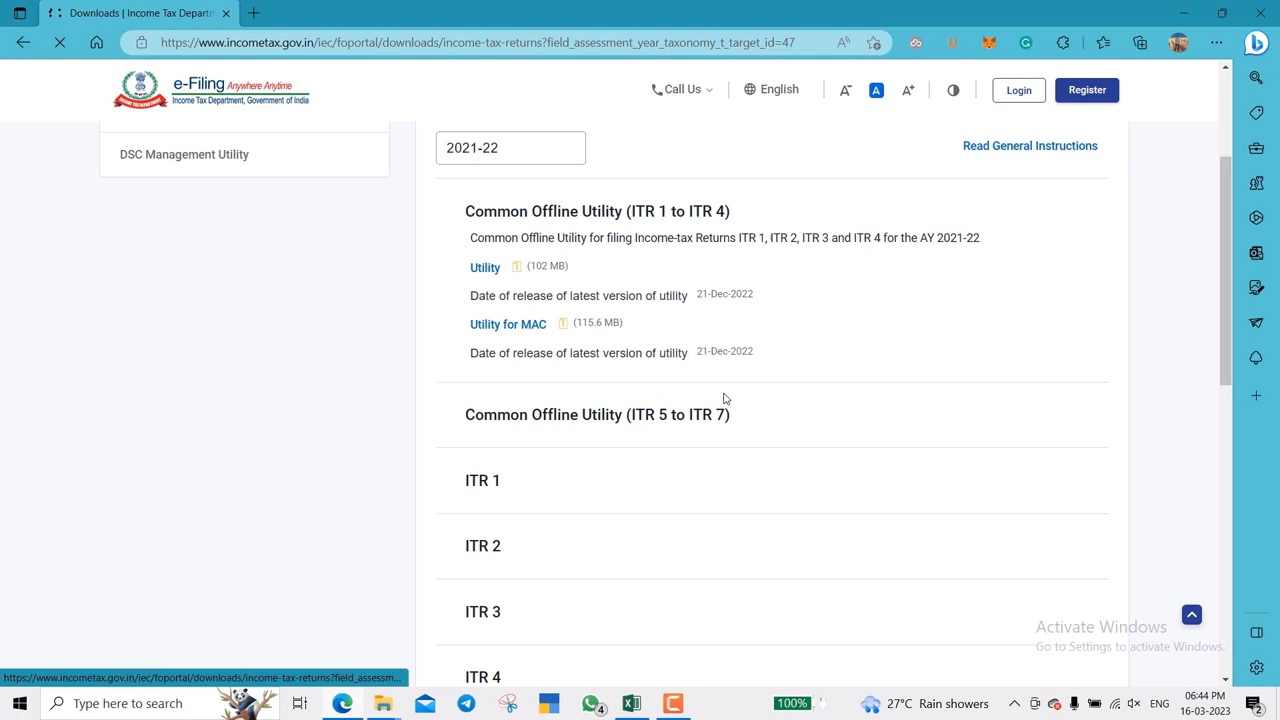 Downloads | Income Tax Departm
https://www.incometax.gov.in/iec/foportal/downloads/income-tax-returns?field_assessment_year_taxonomy_t_target_id=47
e-Filing Anywhere Anytime
Income Tax Department, Government of India
Call Us
English
A-
A
A+
Login
Register
DSC Management Utility
2021-22
Read General Instructions
Common Offline Utility (ITR 1 to ITR 4)
Common Offline Utility for filing Income-tax Returns ITR 1, ITR 2, ITR 3 and ITR 4 for the AY 2021-22
Utility (102 MB)
Date of release of latest version of utility 21-Dec-2022
Utility for MAC (115.6 MB)
Date of release of latest version of utility 21-Dec-2022
Common Offline Utility (ITR 5 to ITR 7)
ITR 1
ITR 2
ITR 3
ITR 4
Activate Windows
Go to Settings to activate Windows.
https://www.incometax.gov.in/iec/foportal/downloads/income-tax-returns?field_assessm...
Type here to search
4
100%
27°C Rain showers
ENG
06:44 PM
16-03-2023
2